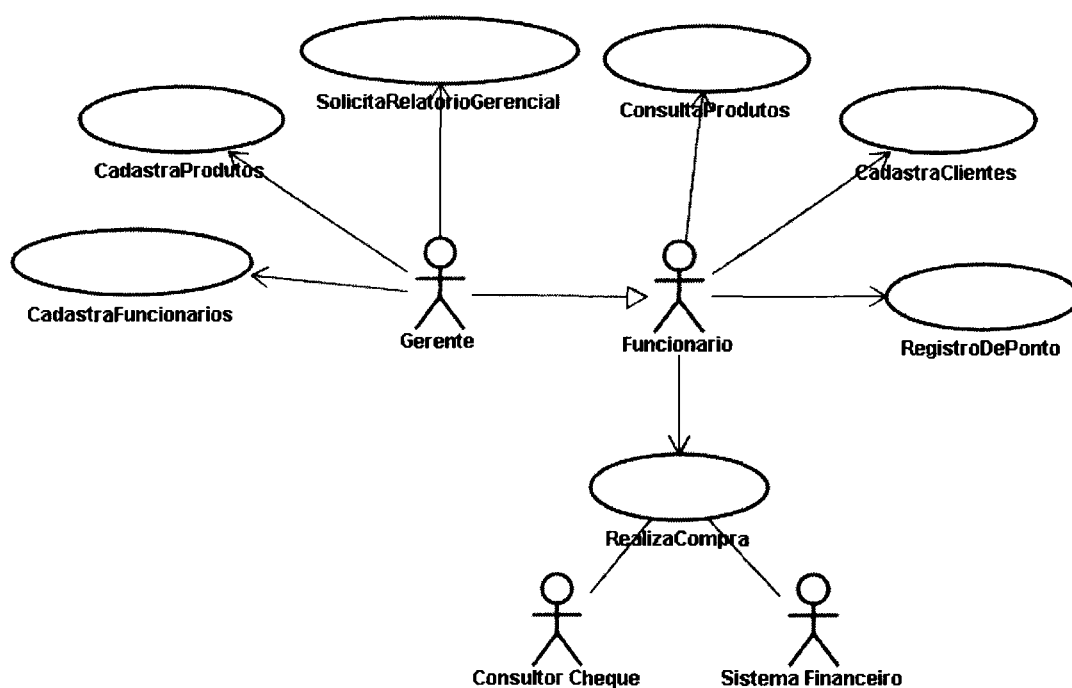 SolicitaRelatorioGerencial
ConsultaProdutos
CadastraProdutos
CadastraClientes
CadastraFuncionarios
Gerente
Funcionario
RegistroDePonto
RealizaCompra
Consultor Cheque
Sistema Financeiro